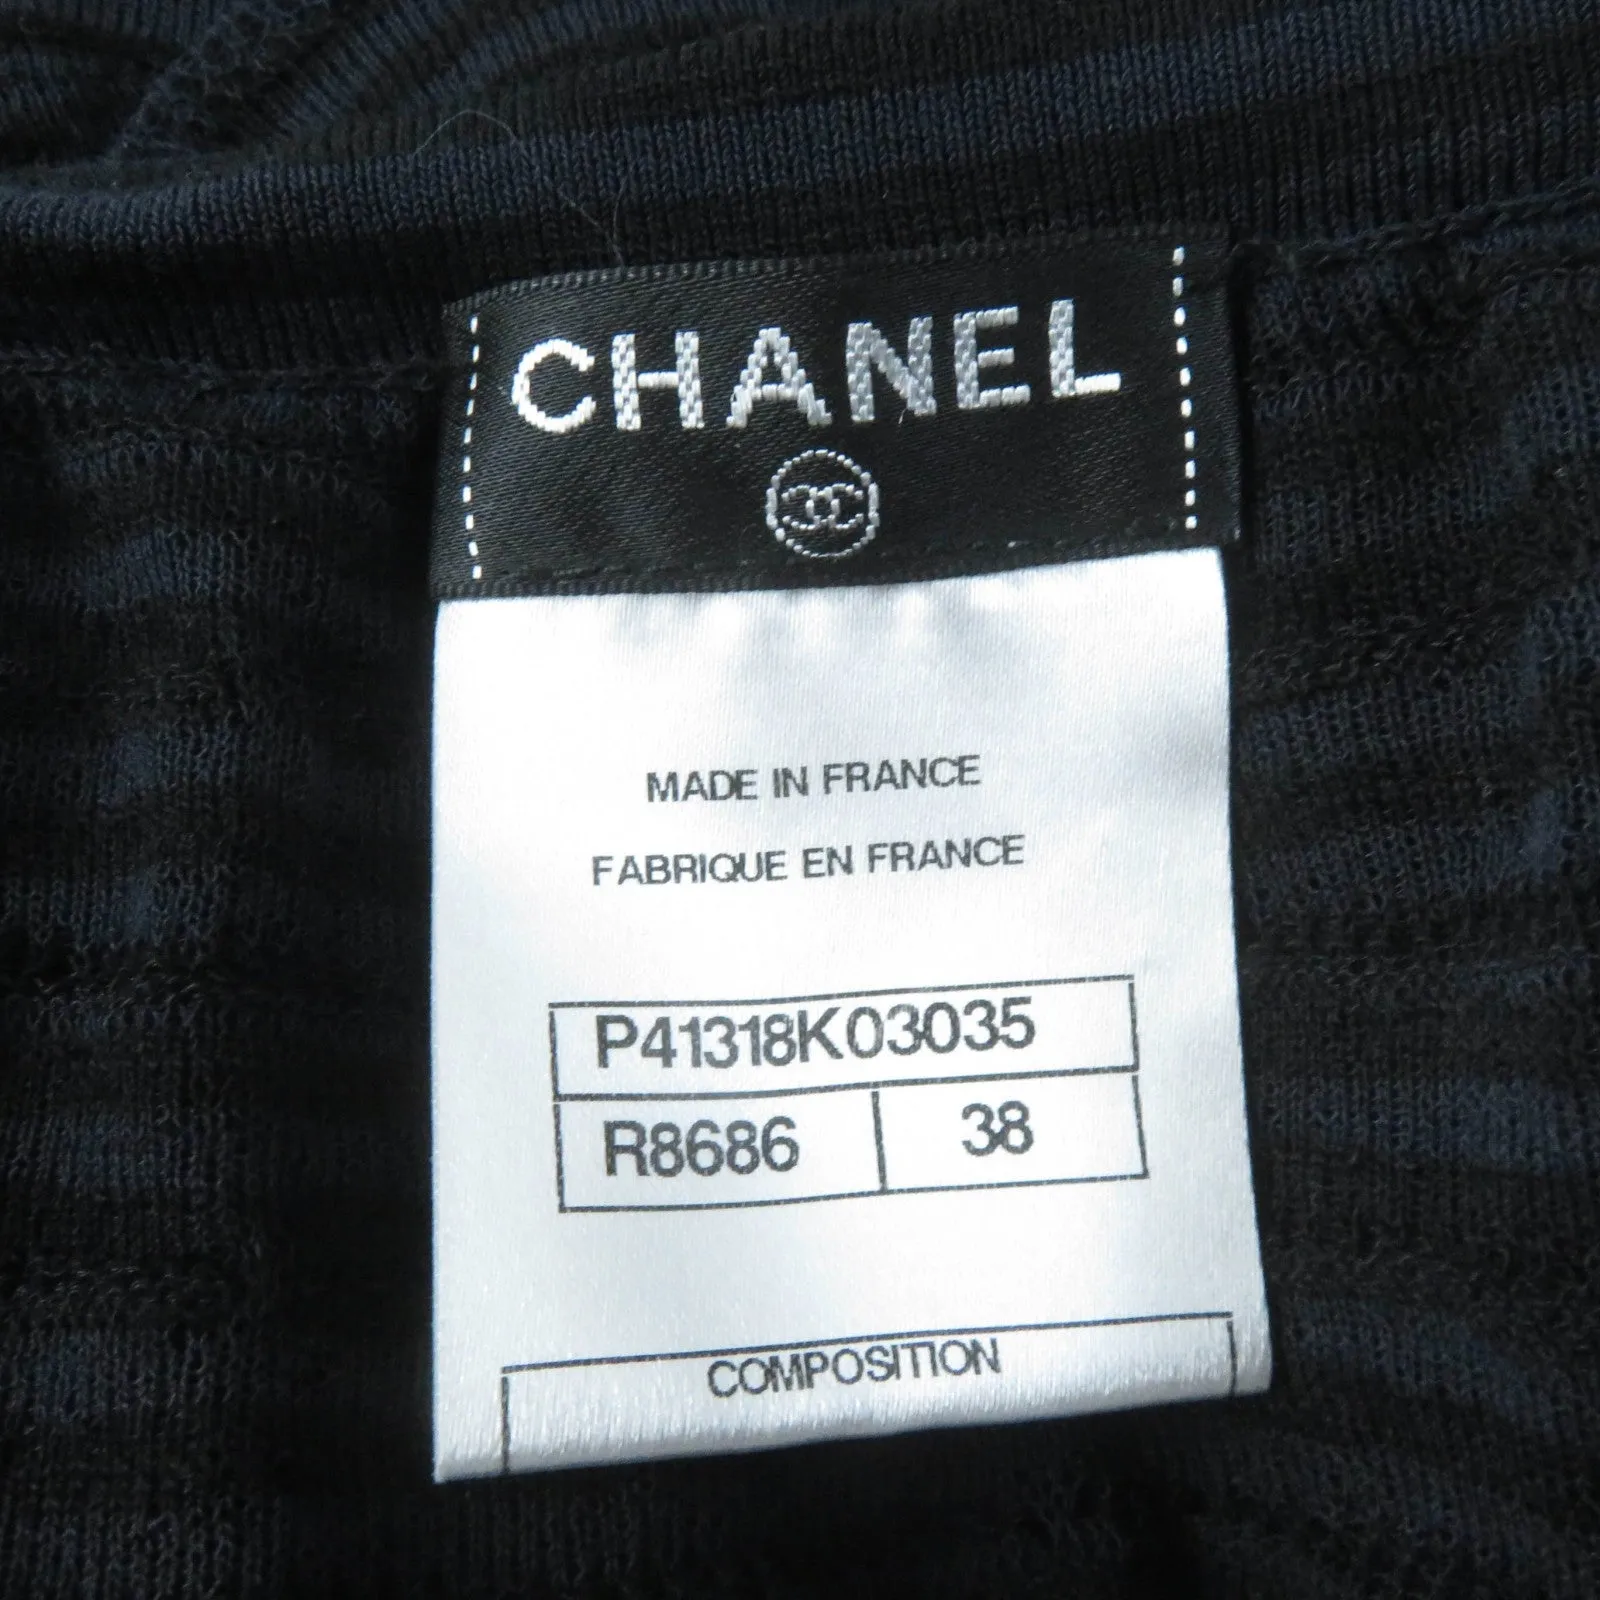 CHANEL
MADE IN FRANCE
FABRIQUE EN FRANCE
P41318K03035
R8686 38
COMPOSITION